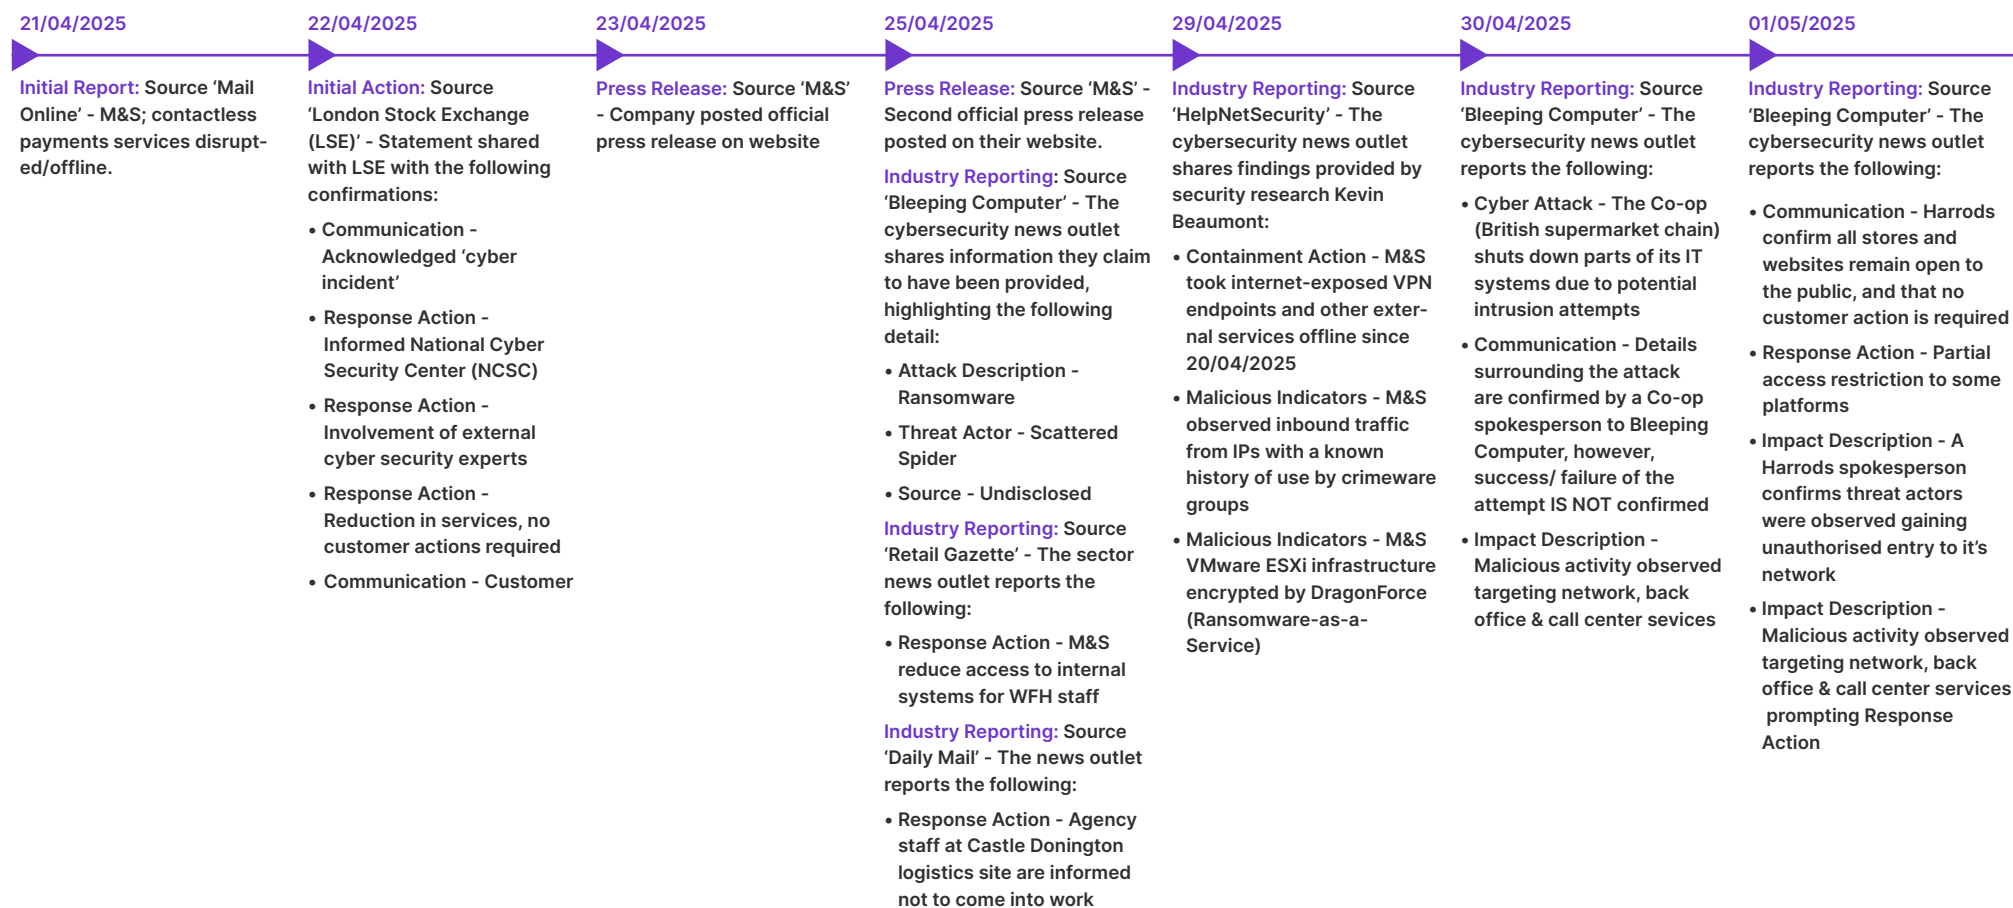 21/04/2025
Initial Report: Source ‘Mail
Online’ - M&S; contactless
payments services disrupt-
ed/offline.
22/04/2025
Initial Action: Source
‘London Stock Exchange
(LSE)’ - Statement shared
with LSE with the following
confirmations:
• Communication -
Acknowledged ‘cyber
incident’
• Response Action -
Informed National Cyber
Security Center (NCSC)
• Response Action -
Involvement of external
cyber security experts
• Response Action -
Reduction in services, no
customer actions required
• Communication - Customer
23/04/2025
Press Release: Source ‘M&S’
- Company posted official
press release on website
25/04/2025
Press Release: Source ‘M&S’ -
Second official press release
posted on their website.
Industry Reporting: Source
‘Bleeping Computer’ - The
cybersecurity news outlet
shares information they claim
to have been provided,
highlighting the following
detail:
• Attack Description -
Ransomware
• Threat Actor - Scattered
Spider
• Source - Undisclosed
Industry Reporting: Source
‘Retail Gazette’ - The sector
news outlet reports the
following:
• Response Action - M&S
reduce access to internal
systems for WFH staff
Industry Reporting: Source
‘Daily Mail’ - The news outlet
reports the following:
• Response Action - Agency
staff at Castle Donington
logistics site are informed
not to come into work
29/04/2025
Industry Reporting: Source
‘HelpNetSecurity’ - The
cybersecurity news outlet
shares findings provided by
security research Kevin
Beaumont:
• Containment Action - M&S
took internet-exposed VPN
endpoints and other exter-
nal services offline since
20/04/2025
• Malicious Indicators - M&S
observed inbound traffic
from IPs with a known
history of use by crimeware
groups
• Malicious Indicators - M&S
VMware ESXi infrastructure
encrypted by DragonForce
(Ransomware-as-a-
Service)
30/04/2025
Industry Reporting: Source
‘Bleeping Computer’ - The
cybersecurity news outlet
reports the following:
• Cyber Attack - The Co-op
(British supermarket chain)
shuts down parts of its IT
systems due to potential
intrusion attempts
• Communication - Details
surrounding the attack
are confirmed by a Co-op
spokesperson to Bleeping
Computer, however,
success/ failure of the
attempt IS NOT confirmed
• Impact Description -
Malicious activity observed
targeting network, back
office & call center sevices
01/05/2025
Industry Reporting: Source
‘Bleeping Computer’ - The
cybersecurity news outlet
reports the following:
• Communication - Harrods
confirm all stores and
websites remain open to
the public, and that no
customer action is required
• Response Action - Partial
access restriction to some
platforms
• Impact Description - A
Harrods spokesperson
confirms threat actors
were observed gaining
unauthorised entry to it’s
network
• Impact Description -
Malicious activity observed
targeting network, back
office & call center services
prompting Response
Action